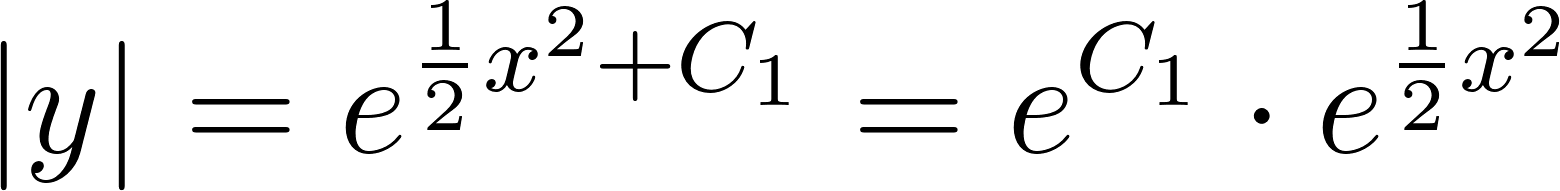 |y| = e^{\frac{1}{2}x^2+C_1} = e^{C_1} \cdot e^{\frac{1}{2}x^2}